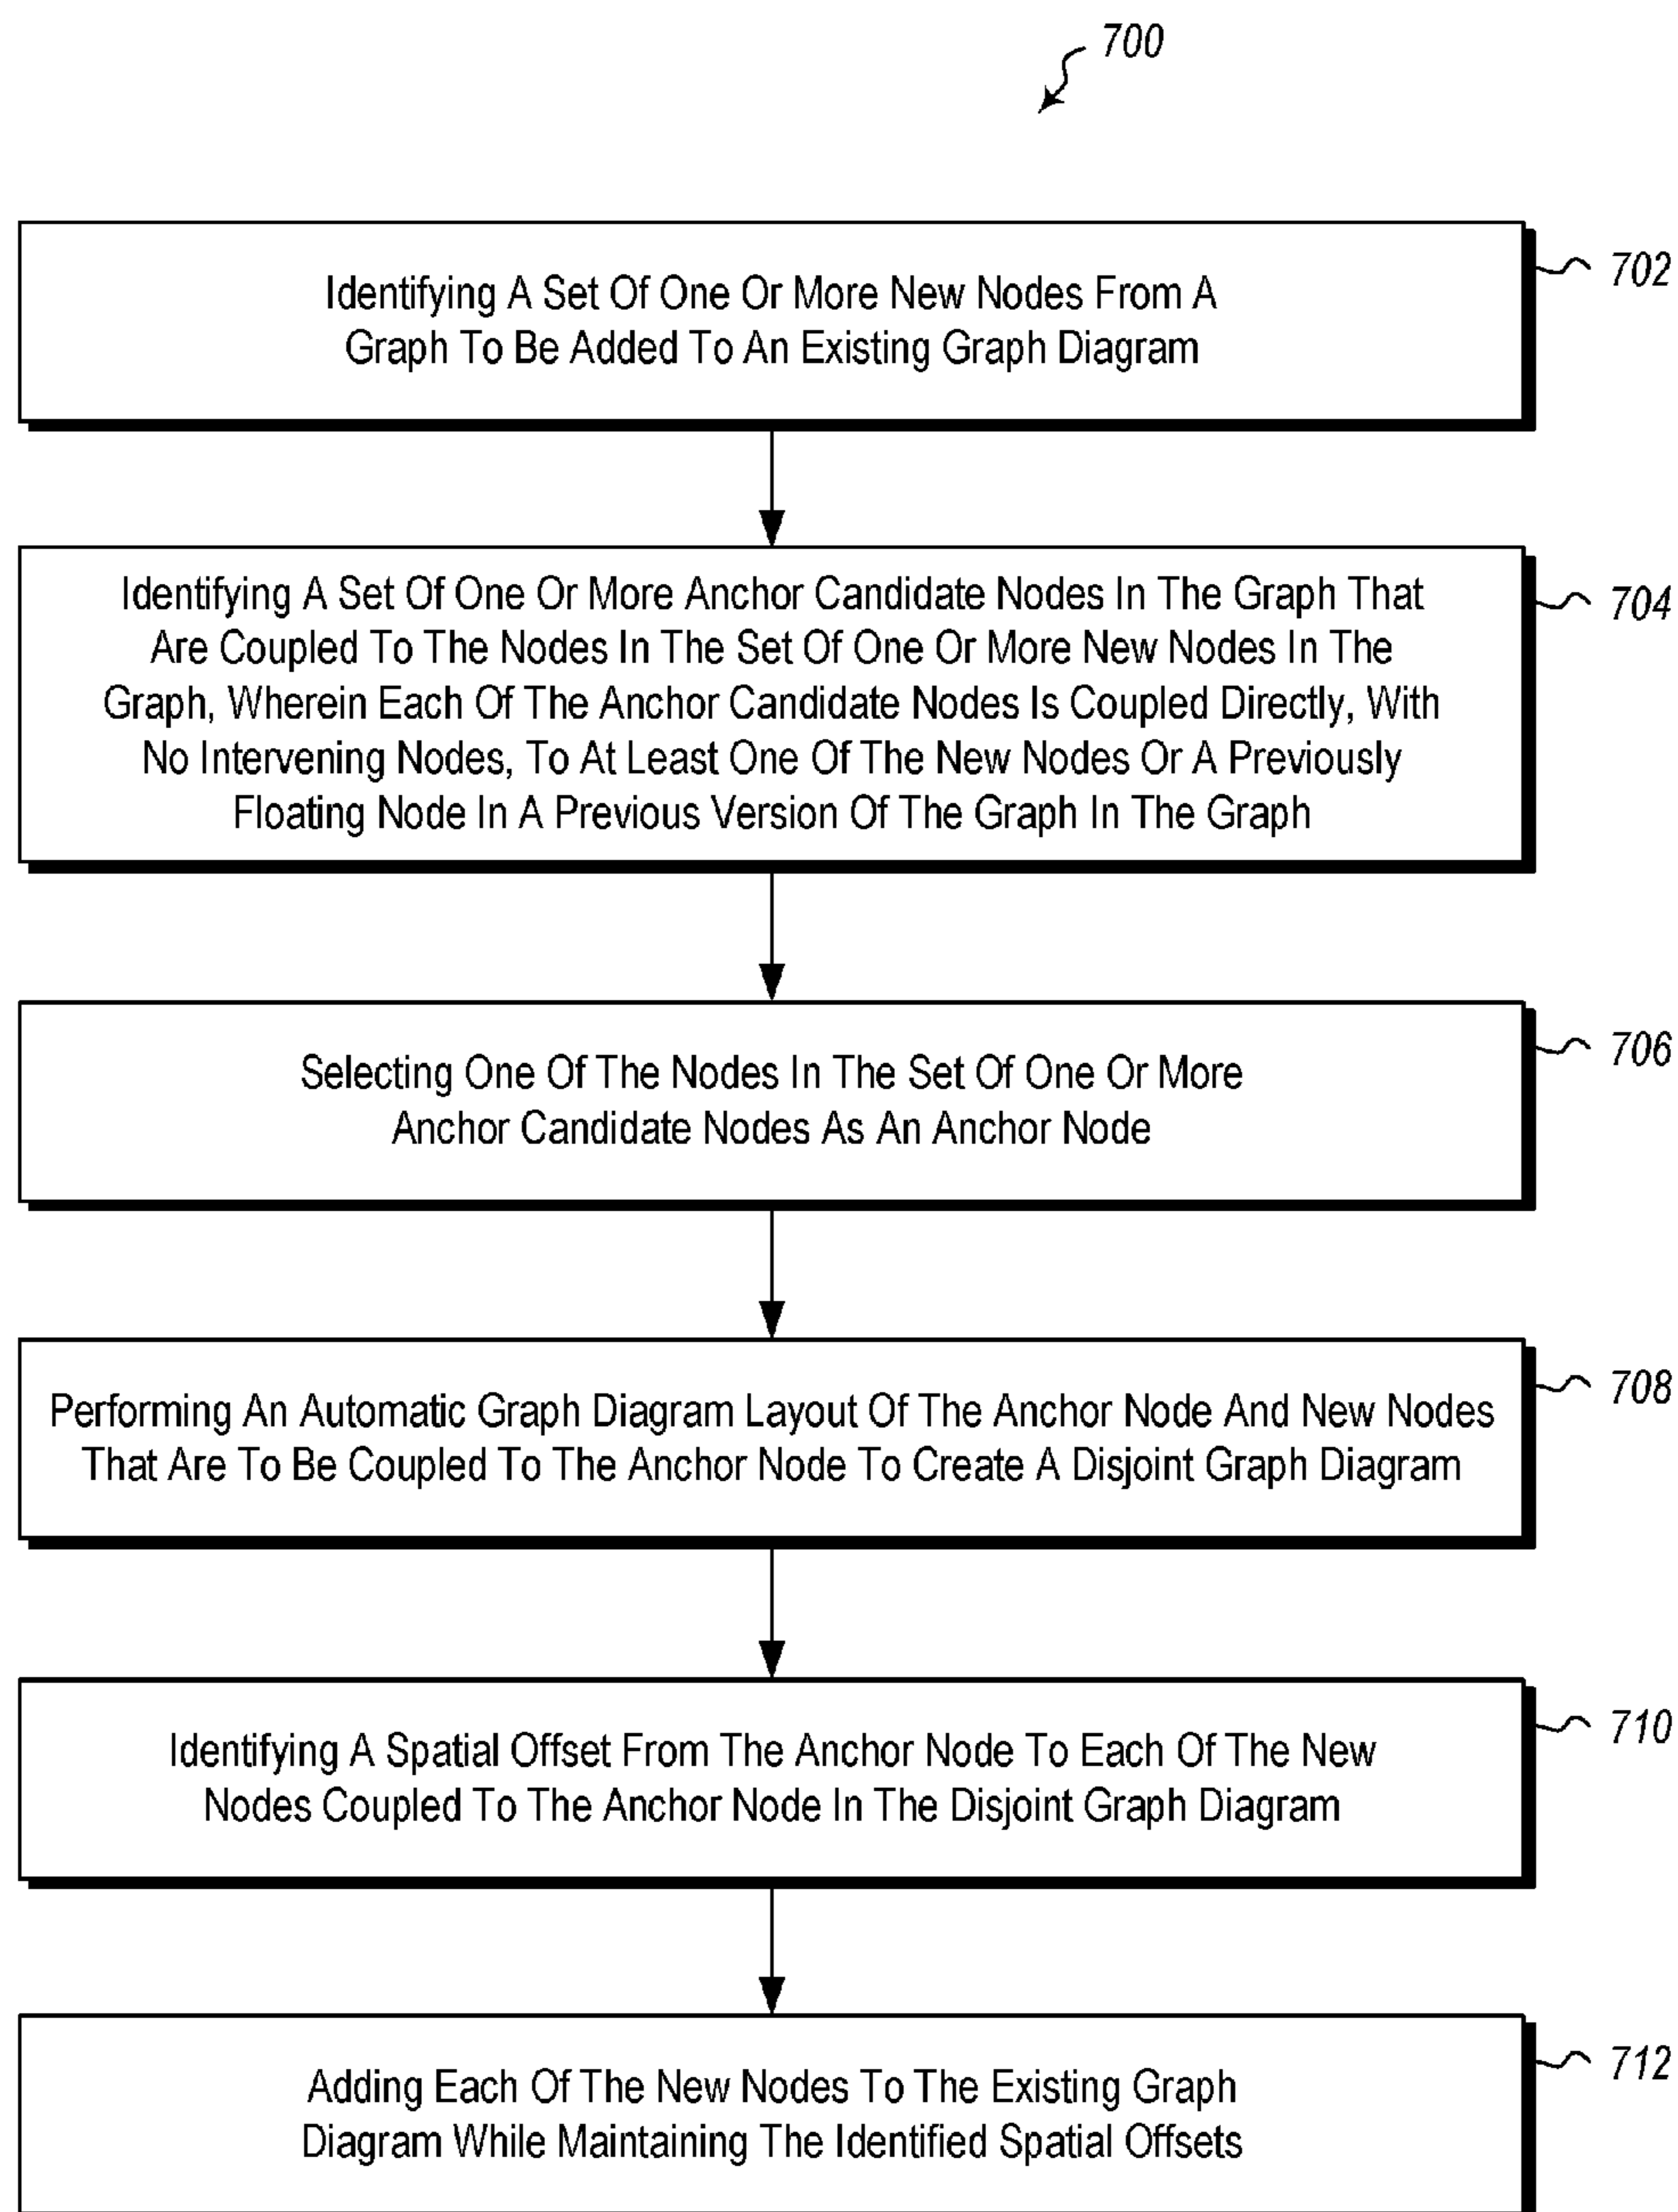 700
Identifying A Set Of One Or More New Nodes From A
Graph To Be Added To An Existing Graph Diagram
702
Identifying A Set Of One Or More Anchor Candidate Nodes In The Graph That
Are Coupled To The Nodes In The Set Of One Or More New Nodes In The
Graph, Wherein Each Of The Anchor Candidate Nodes Is Coupled Directly, With
No Intervening Nodes, To At Least One Of The New Nodes Or A Previously
Floating Node In A Previous Version Of The Graph In The Graph
704
Selecting One Of The Nodes In The Set Of One Or More
Anchor Candidate Nodes As An Anchor Node
706
Performing An Automatic Graph Diagram Layout Of The Anchor Node And New Nodes
That Are To Be Coupled To The Anchor Node To Create A Disjoint Graph Diagram
708
Identifying A Spatial Offset From The Anchor Node To Each Of The New
Nodes Coupled To The Anchor Node In The Disjoint Graph Diagram
710
Adding Each Of The New Nodes To The Existing Graph
Diagram While Maintaining The Identified Spatial Offsets
712